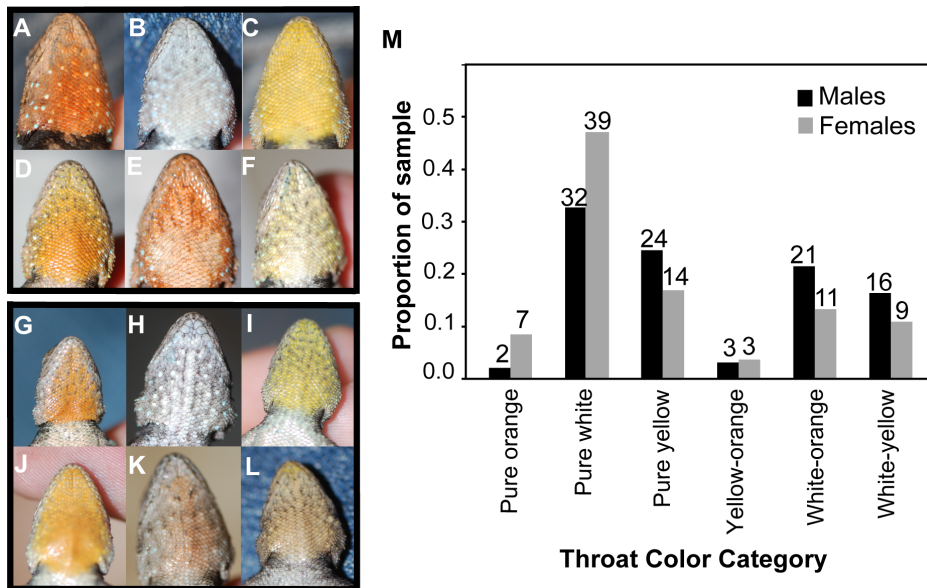 A B C
D E F
G H I
J K L
M
Proportion of sample
0.5
0.4
0.3
0.2
0.1
0.0
Males
Females
2 7
32 39
24 14
3 3
21 11
16 9
Pure orange
Pure white
Pure yellow
Yellow-orange
White-orange
White-yellow
Throat Color Category